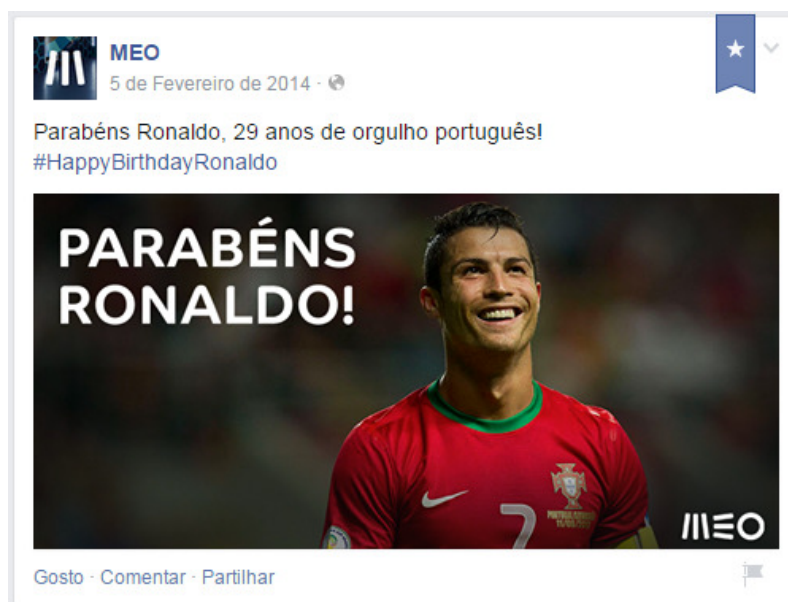 MEO
5 de Fevereiro de 2014 ·
Parabéns Ronaldo, 29 anos de orgulho português!
#HappyBirthdayRonaldo
PARABÉNS
RONALDO!
7
MEO
Gosto · Comentar · Partilhar